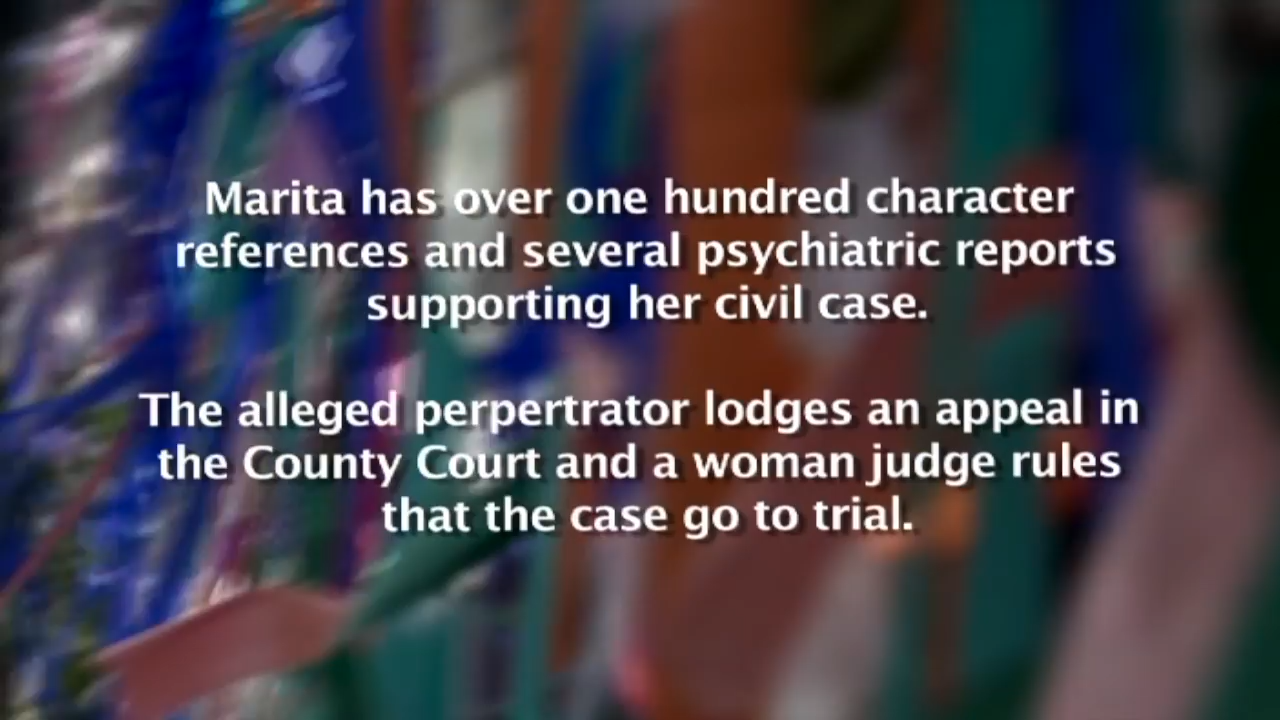 Marita has over one hundred character
references and several psychiatric reports
supporting her civil case.
The alleged perpertrator lodges an appeal in
the County Court and a woman judge rules
that the case go to trial.